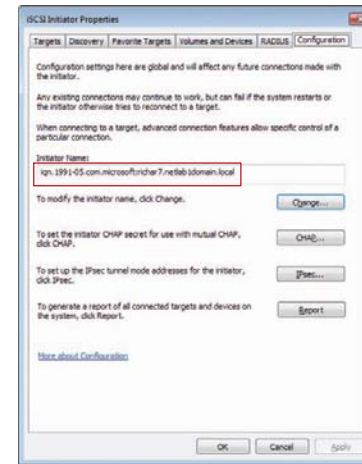 iSCSI Initiator Properties
Targets Discovery Favorite Targets Volumes and Devices RADIUS Configuration
Configuration settings here are global and will affect any future connections made with
the initiator.
Any existing connections may continue to work, but can fail if the system restarts or
the initiator otherwise tries to reconnect to a target.
When connecting to a target, advanced connection features allow specific control of a
particular connection.
Initiator Name:
iqn.1991-05.com.microsoft:richar7.netlab1domain.local
To modify the initiator name, click Change.
Change...
To set the initiator CHAP secret for use with mutual CHAP,
click CHAP.
CHAP...
To set up the IPsec tunnel mode addresses for the initiator,
click IPsec.
IPsec...
To generate a report of all connected targets and devices on
the system, click Report.
Report
More about Configuration
OK Cancel Apply